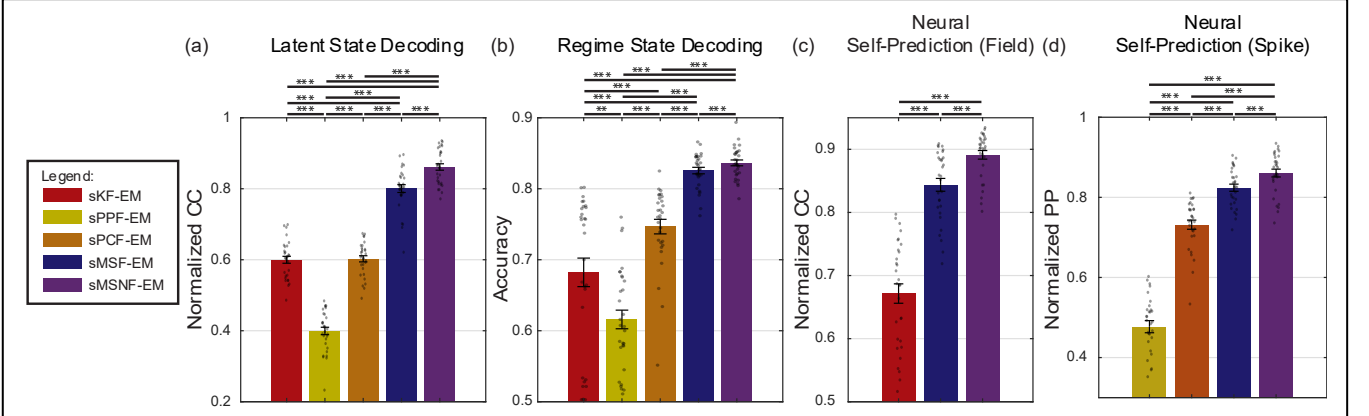 Neural
Neural
(a) Latent State Decoding
(b) Regime State Decoding
(c) Self-Prediction (Field)
(d) Self-Prediction (Spike)
***
***
***
***
***
*** *** *** ***
***
***
***
***
***
***
** *** *** ***
***
*** ***
***
***
***
*** *** ***
Legend:
sKF-EM
sPPF-EM
sPCF-EM
sMSF-EM
sMSNF-EM
Normalized CC
1
0.8
0.6
0.4
0.2
Accuracy
0.9
0.8
0.7
0.6
0.5
Normalized CC
1
0.9
0.8
0.7
0.6
0.5
Normalized PP
1
0.8
0.6
0.4